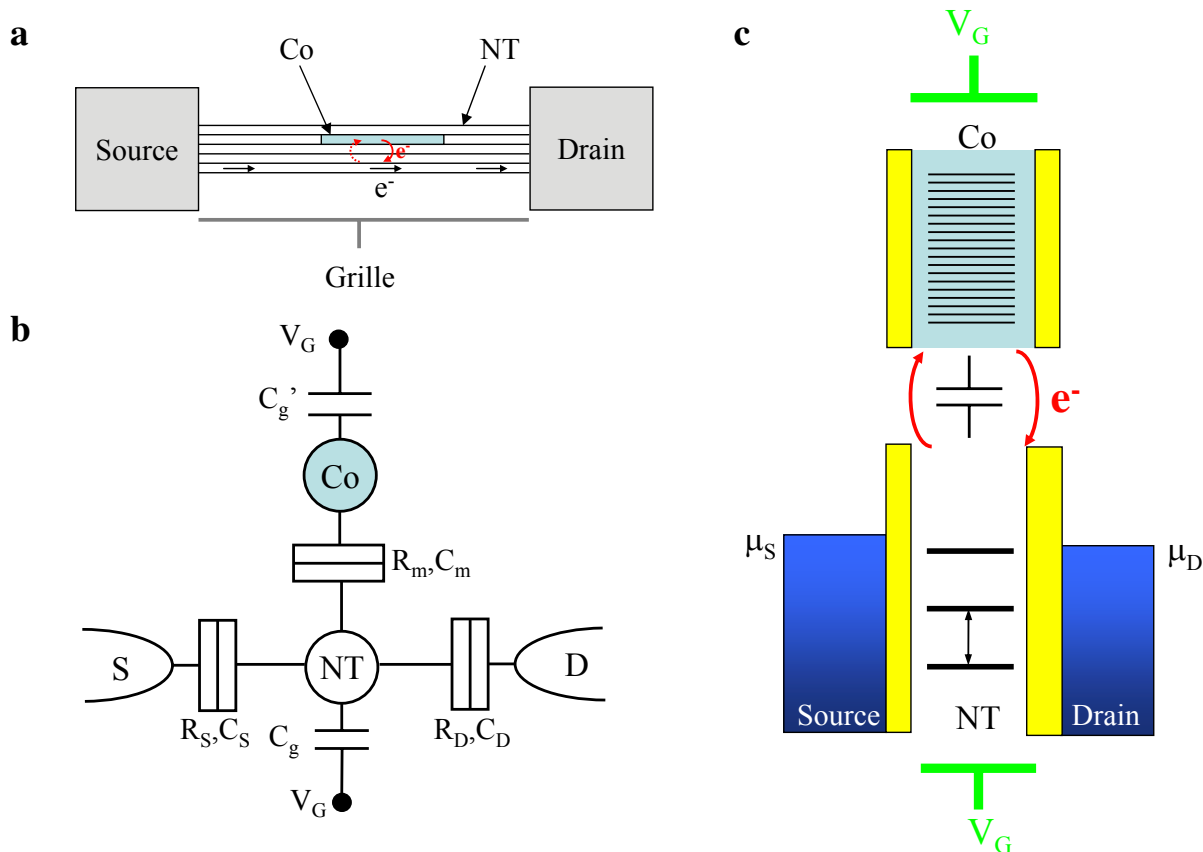 a
Co
NT
Source
e-
Drain
e-
Grille
b
VG
Cg’
Co
Rm,Cm
S
NT
D
RS,CS
Cg
RD,CD
VG
c
VG
Co
e-
μS
μD
Source
NT
Drain
VG